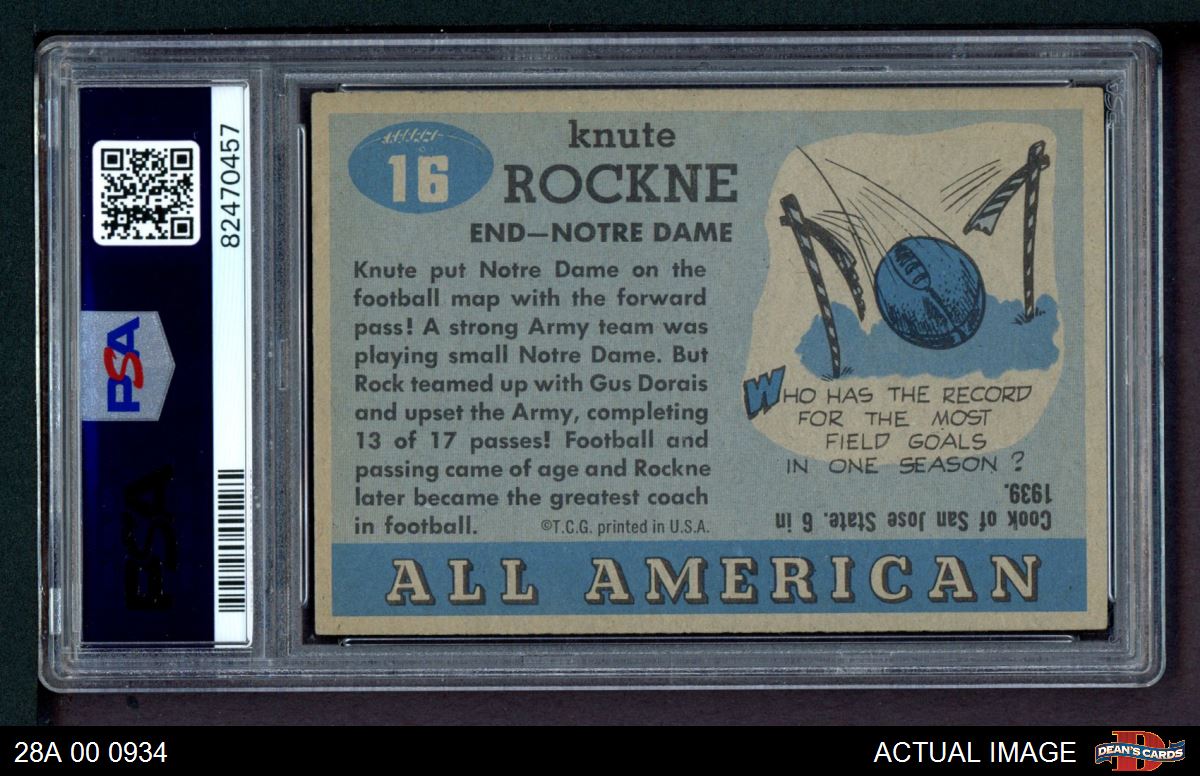 82470457
PSA
PSA
16
knute
ROCKNE
END—NOTRE DAME
Knute put Notre Dame on the
football map with the forward
pass! A strong Army team was
playing small Notre Dame. But
Rock teamed up with Gus Dorais
and upset the Army, completing
13 of 17 passes! Football and
passing came of age and Rockne
later became the greatest coach
in football.
©T.C.G. printed in U.S.A.
WHO HAS THE RECORD
FOR THE MOST
FIELD GOALS
IN ONE SEASON?
Cook of San Jose State. 6 in
1939.
ALL AMERICAN
28A 00 0934
ACTUAL IMAGE
DEAN'S CARDS